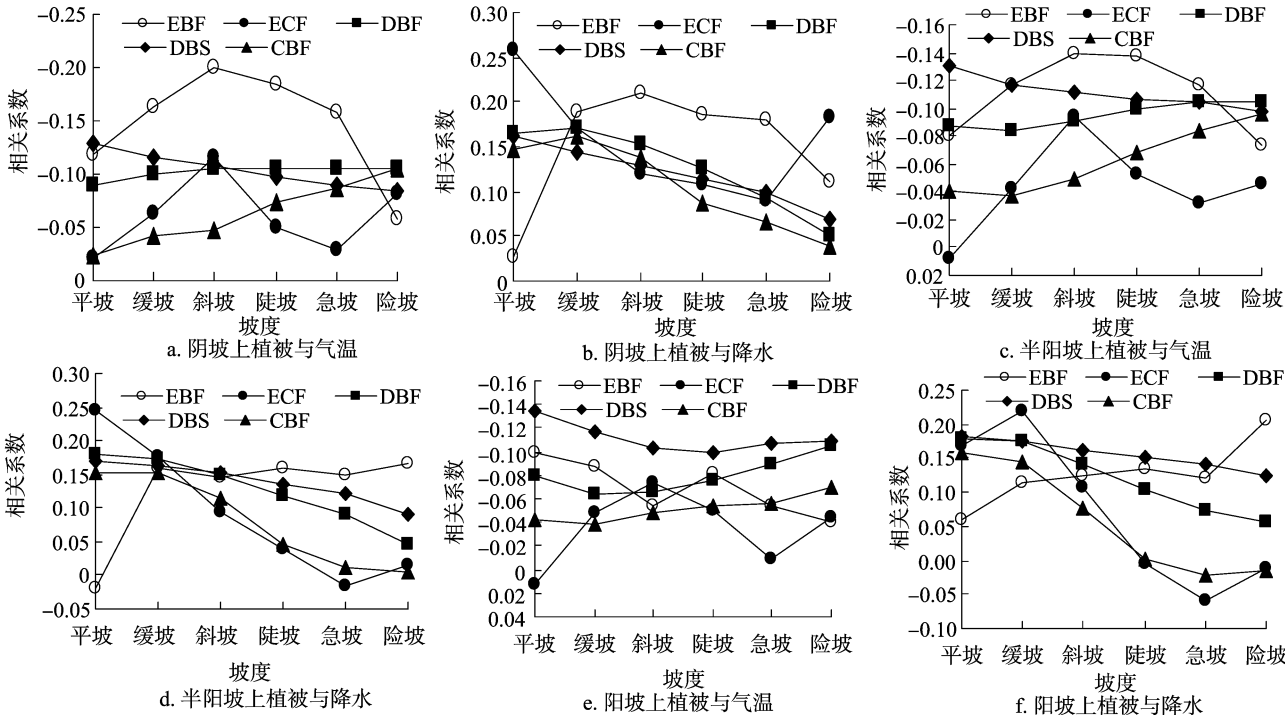 EBF ECF DBF
DBS CBF
相关系数
−0.25
−0.20
−0.15
−0.10
−0.05
0
平坡 缓坡 斜坡 陡坡 急坡 险坡
坡度
a. 阴坡上植被与气温
EBF ECF DBF
DBS CBF
相关系数
0.30
0.25
0.20
0.15
0.10
0.05
0
平坡 缓坡 斜坡 陡坡 急坡 险坡
坡度
b. 阴坡上植被与降水
EBF ECF DBF
DBS CBF
相关系数
−0.16
−0.14
−0.12
−0.10
−0.08
−0.06
−0.04
−0.02
0
0.02
平坡 缓坡 斜坡 陡坡 急坡 险坡
坡度
c. 半阳坡上植被与气温
EBF ECF DBF
DBS CBF
相关系数
0.30
0.25
0.20
0.15
0.10
0.05
0
−0.05
平坡 缓坡 斜坡 陡坡 急坡 险坡
坡度
d. 半阳坡上植被与降水
EBF ECF DBF
DBS CBF
相关系数
−0.16
−0.14
−0.12
−0.10
−0.08
−0.06
−0.04
−0.02
0
0.02
0.04
平坡 缓坡 斜坡 陡坡 急坡 险坡
坡度
e. 阳坡上植被与气温
EBF ECF DBF
DBS CBF
相关系数
0.25
0.20
0.15
0.10
0.05
0.00
−0.05
−0.10
平坡 缓坡 斜坡 陡坡 急坡 险坡
坡度
f. 阳坡上植被与降水